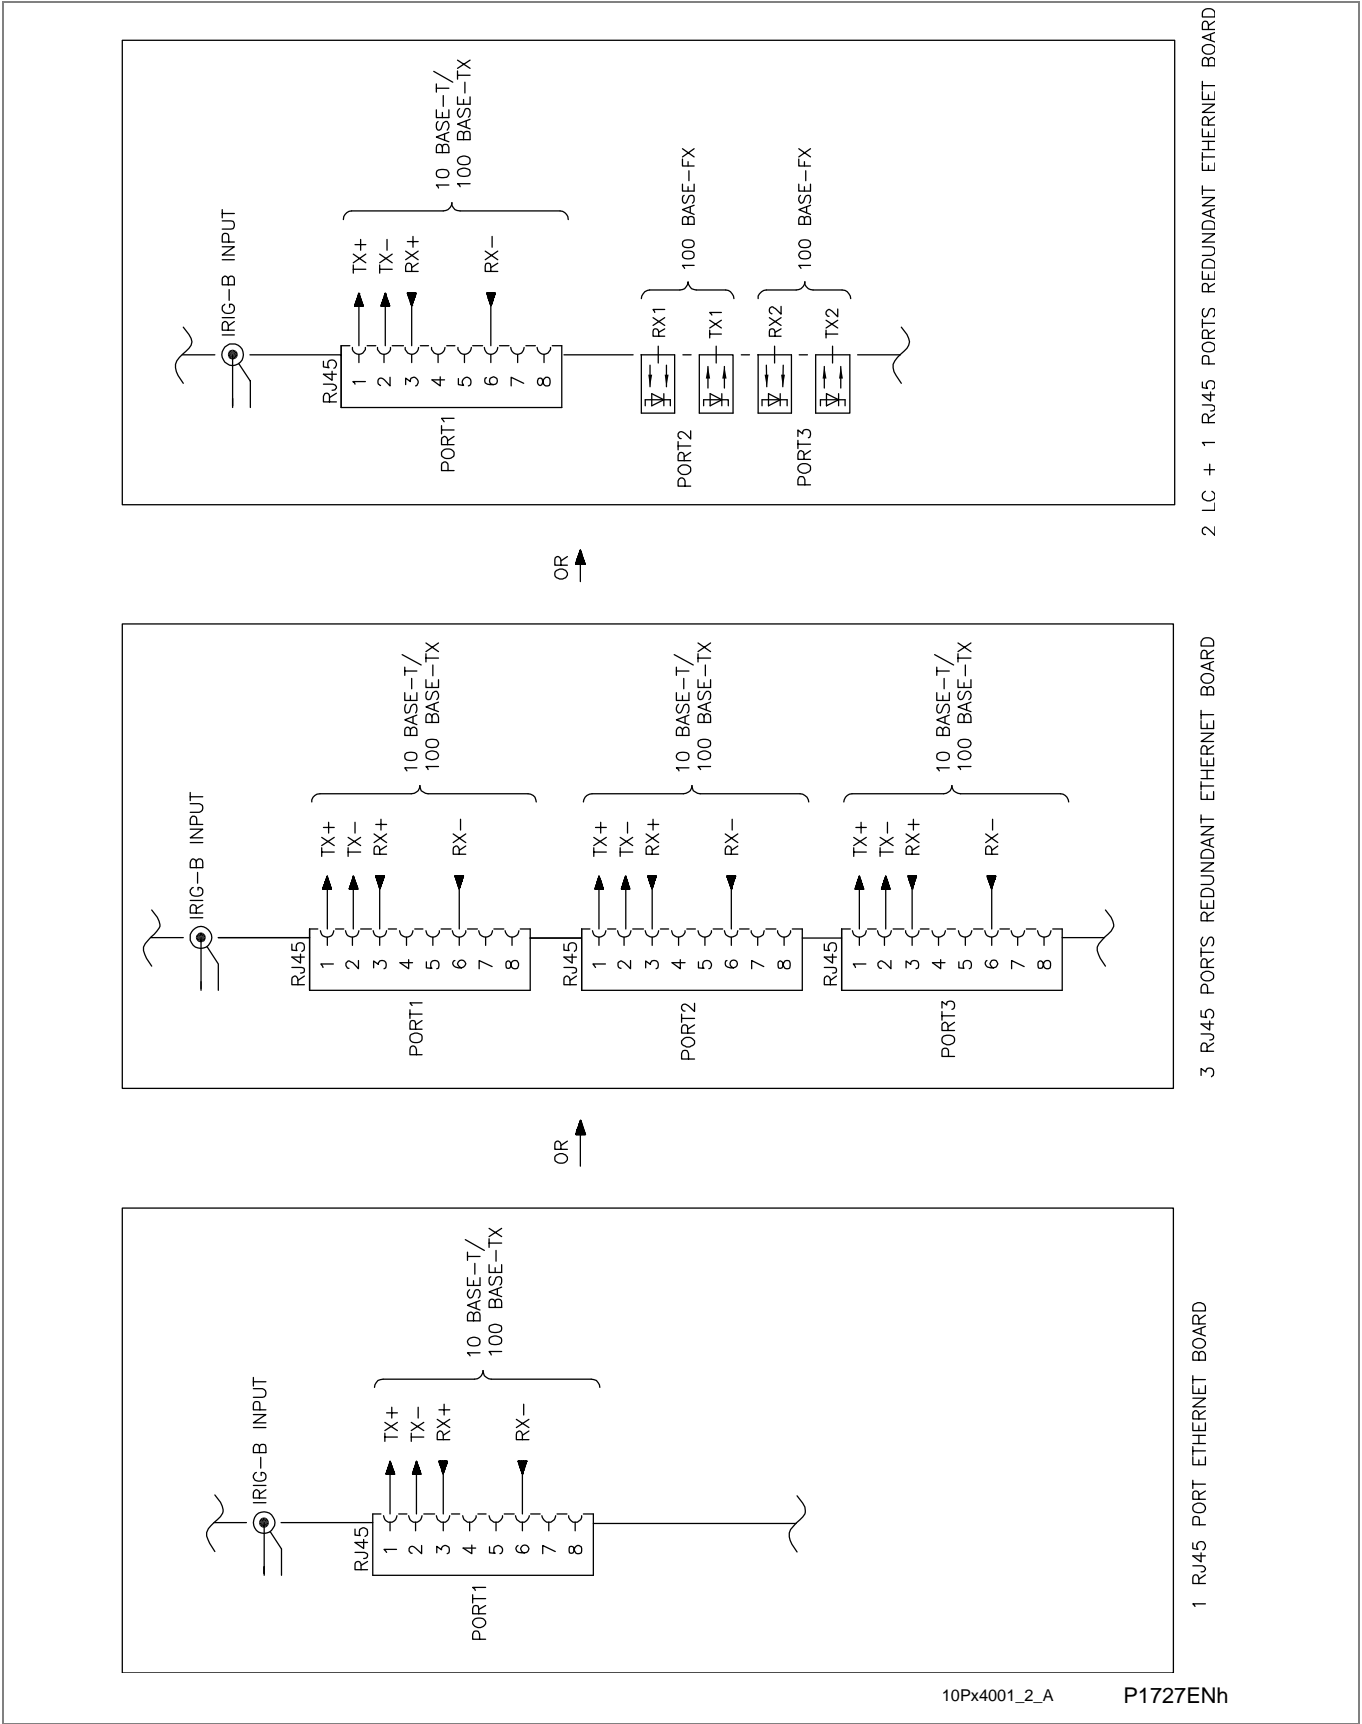 IRIG-B INPUT
RJ45
1
2
3
4
5
6
7
8
TX+
TX-
RX+
RX-
10 BASE-T/
100 BASE-TX
PORT1
1 RJ45 PORT ETHERNET BOARD
OR
IRIG-B INPUT
RJ45
1
2
3
4
5
6
7
8
TX+
TX-
RX+
RX-
10 BASE-T/
100 BASE-TX
PORT1
RJ45
1
2
3
4
5
6
7
8
TX+
TX-
RX+
RX-
10 BASE-T/
100 BASE-TX
PORT2
RJ45
1
2
3
4
5
6
7
8
TX+
TX-
RX+
RX-
10 BASE-T/
100 BASE-TX
PORT3
3 RJ45 PORTS REDUNDANT ETHERNET BOARD
OR
IRIG-B INPUT
RJ45
1
2
3
4
5
6
7
8
TX+
TX-
RX+
RX-
10 BASE-T/
100 BASE-TX
PORT1
RX1
TX1
100 BASE-FX
PORT2
RX2
TX2
100 BASE-FX
PORT3
2 LC + 1 RJ45 PORTS REDUNDANT ETHERNET BOARD
10Px4001_2_A
P1727ENh